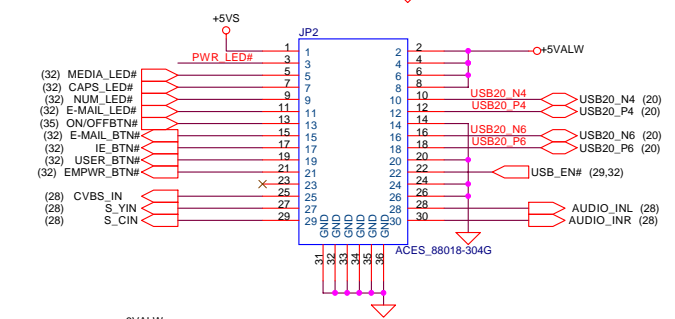 +5VS
JP2
1 1 2 2 +5VALW
PWR_LED# 3 3 4 4
(32) MEDIA_LED# 5 5 6 6
(32) CAPS_LED# 7 7 8 8
(32) NUM_LED# 9 9 10 10 USB20_N4 USB20_N4 (20)
(32) E-MAIL_LED# 11 11 12 12 USB20_P4 USB20_P4 (20)
(35) ON/OFFBTN# 13 13 14 14
(32) E-MAIL_BTN# 15 15 16 16 USB20_N6 USB20_N6 (20)
(32) IE_BTN# 17 17 18 18 USB20_P6 USB20_P6 (20)
(32) USER_BTN# 19 19 20 20
(32) EMPWR_BTN# 21 21 22 22 USB_EN# (29,32)
23 23 24 24
(28) CVBS_IN 25 25 26 26
(28) S_YIN 27 27 28 28 AUDIO_INL (28)
(28) S_CIN 29 29 30 30 AUDIO_INR (28)
GND GND GND GND GND GND
ACES_88018-304G
31 32 33 34 35 36